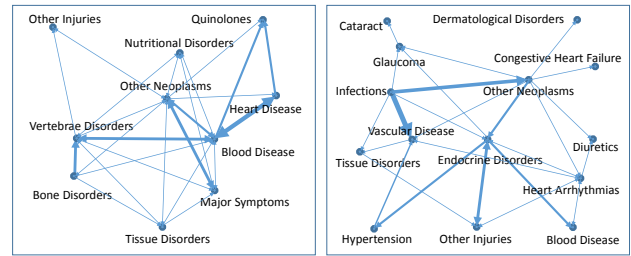 Other Injuries
Quinolones
Nutritional Disorders
Other Neoplasms
Heart Disease
Vertebrae Disorders
Blood Disease
Bone Disorders
Major Symptoms
Tissue Disorders
Cataract
Dermatological Disorders
Glaucoma
Congestive Heart Failure
Infections
Other Neoplasms
Vascular Disease
Diuretics
Tissue Disorders
Endocrine Disorders
Heart Arrhythmias
Hypertension
Other Injuries
Blood Disease